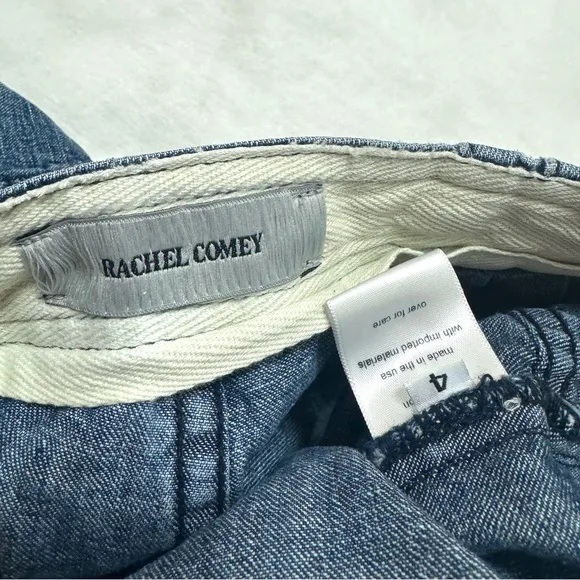 RACHEL COMEY
4
made in the usa
with imported materials
over for care